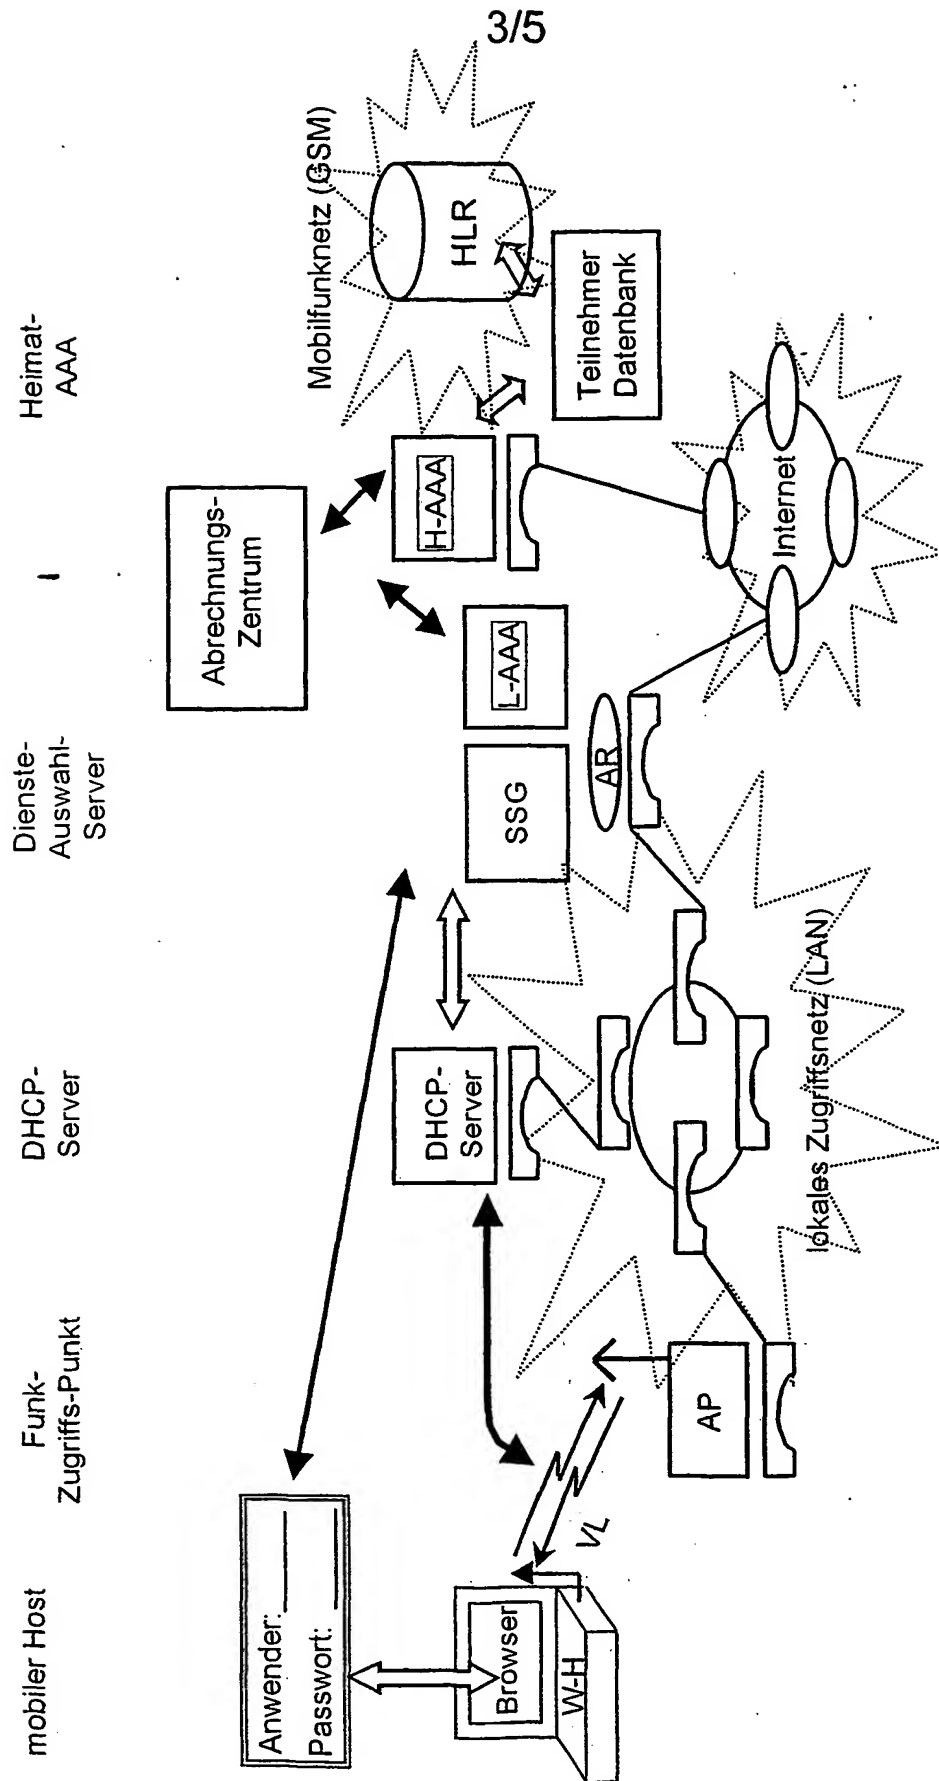 3/5
mobiler Host
Funk-
Zugriffs-Punkt
DHCP-
Server
Dienste-
Auswahl-
Server
Heimat-
AAA
Anwender:
Passwort:
Browser
W-H
VL
AP
DHCP-
Server
lokales Zugriffsnetz (LAN)
SSG
L-AAA
AR
Abrechnungs-
Zentrum
H-AAA
Mobilfunknetz (GSM)
HLR
Teilnehmer
Datenbank
Internet